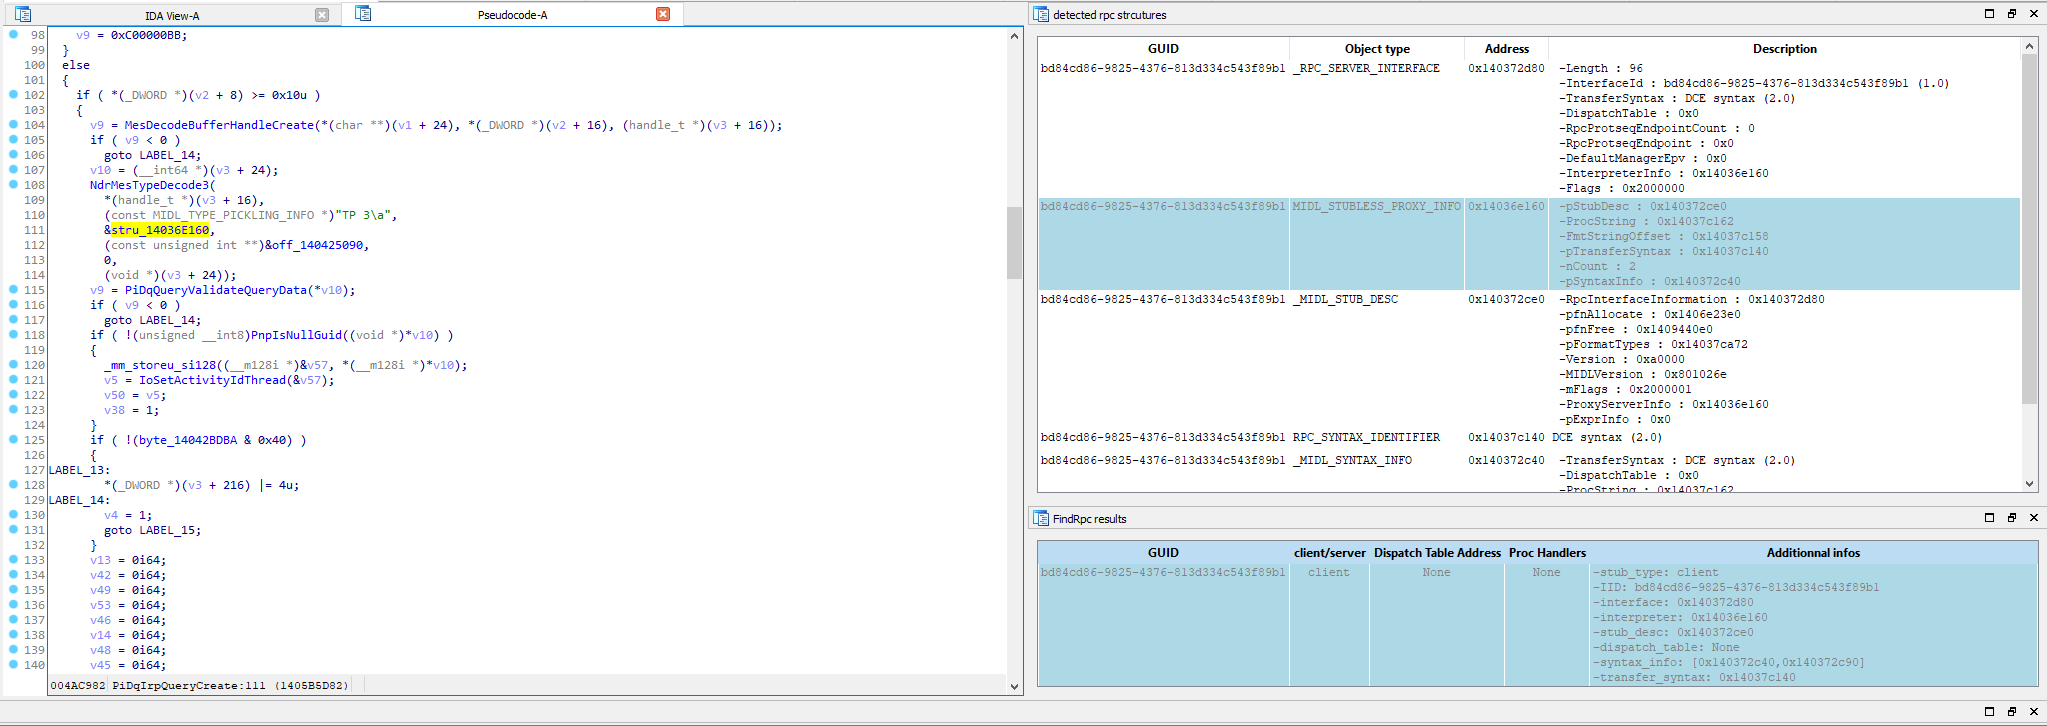 IDA View-A
Pseudocode-A
98 v9 = 0xC00000BB;
99 }
100 else
101 {
102 if ( *(_DWORD *)(v2 + 8) >= 0x10u )
103 {
104 v9 = MesDecodeBufferHandleCreate(*(char **)(v1 + 24), *(_DWORD *)(v2 + 16), (handle_t *)(v3 + 16));
105 if ( v9 < 0 )
106 goto LABEL_14;
107 v10 = (__int64 *)(v3 + 24);
108 NdrMesTypeDecode3(
109 *(handle_t *)(v3 + 16),
110 (const MIDL_TYPE_PICKLING_INFO *)"TP 3\a",
111 &stru_14036E160,
112 (const unsigned int **)&off_140425090,
113 0,
114 (void *)(v3 + 24));
115 v9 = PiDqQueryValidateQueryData(*v10);
116 if ( v9 < 0 )
117 goto LABEL_14;
118 if ( !(unsigned __int8)PnpIsNullGuid((void *)*v10) )
119 {
120 _mm_storeu_si128((__m128i *)&v57, *(__m128i *)*v10);
121 v5 = IoSetActivityIdThread(&v57);
122 v50 = v5;
123 v38 = 1;
124 }
125 if ( !(byte_14042BDBA & 0x40) )
126 {
127 LABEL_13:
128 *(_DWORD *)(v3 + 216) |= 4u;
129 LABEL_14:
130 v4 = 1;
131 goto LABEL_15;
132 }
133 v13 = 0i64;
134 v42 = 0i64;
135 v49 = 0i64;
136 v53 = 0i64;
137 v46 = 0i64;
138 v14 = 0i64;
139 v48 = 0i64;
140 v45 = 0i64;
004AC982 PiDqIrpQueryCreate:111 (1405B5D82)
detected rpc strcutures
GUID Object type Address Description
bd84cd86-9825-4376-813d334c543f89b1 _RPC_SERVER_INTERFACE 0x140372d80 -Length : 96
-InterfaceId : bd84cd86-9825-4376-813d334c543f89b1 (1.0)
-TransferSyntax : DCE syntax (2.0)
-DispatchTable : 0x0
-RpcProtseqEndpointCount : 0
-RpcProtseqEndpoint : 0x0
-DefaultManagerEpv : 0x0
-InterpreterInfo : 0x14036e160
-Flags : 0x2000000
bd84cd86-9825-4376-813d334c543f89b1 MIDL_STUBLESS_PROXY_INFO 0x14036e160 -pStubDesc : 0x140372ce0
-ProcString : 0x14037c162
-FmtStringOffset : 0x14037c158
-pTransferSyntax : 0x14037c140
-nCount : 2
-pSyntaxInfo : 0x140372c40
bd84cd86-9825-4376-813d334c543f89b1 _MIDL_STUB_DESC 0x140372ce0 -RpcInterfaceInformation : 0x140372d80
-pfnAllocate : 0x1406e23e0
-pfnFree : 0x1409440e0
-pFormatTypes : 0x14037ca72
-Version : 0xa0000
-MIDLVersion : 0x801026e
-mFlags : 0x2000001
-ProxyServerInfo : 0x14036e160
-pExprInfo : 0x0
bd84cd86-9825-4376-813d334c543f89b1 RPC_SYNTAX_IDENTIFIER 0x14037c140 DCE syntax (2.0)
bd84cd86-9825-4376-813d334c543f89b1 _MIDL_SYNTAX_INFO 0x140372c40 -TransferSyntax : DCE syntax (2.0)
-DispatchTable : 0x0
-ProcString : 0x14037c162
FindRpc results
GUID client/server Dispatch Table Address Proc Handlers Additionnal infos
bd84cd86-9825-4376-813d334c543f89b1 client None None -stub_type: client
-IID: bd84cd86-9825-4376-813d334c543f89b1
-interface: 0x140372d80
-interpreter: 0x14036e160
-stub_desc: 0x140372ce0
-dispatch_table: None
-syntax_info: [0x140372c40,0x140372c90]
-transfer_syntax: 0x14037c140